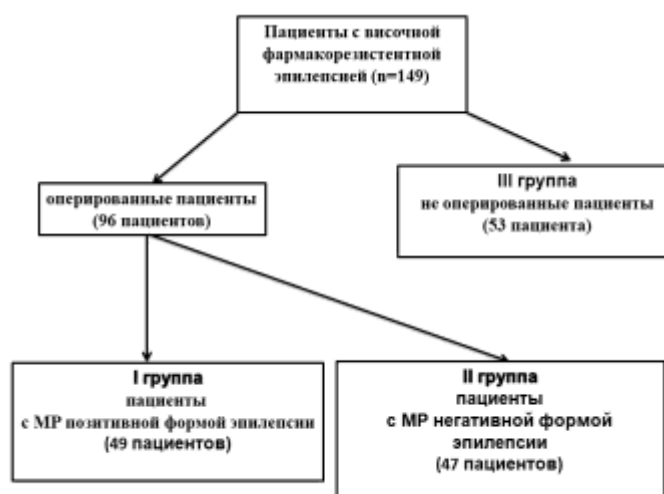 Пациенты с височной
фармакорезистентной
эпилепсией (n=149)
оперированные пациенты
(96 пациентов)
III группа
не оперированные пациенты
(53 пациента)
I группа
пациенты
с МР позитивной формой эпилепсии
(49 пациентов)
II группа
пациенты
с МР негативной формой
эпилепсии
(47 пациентов)